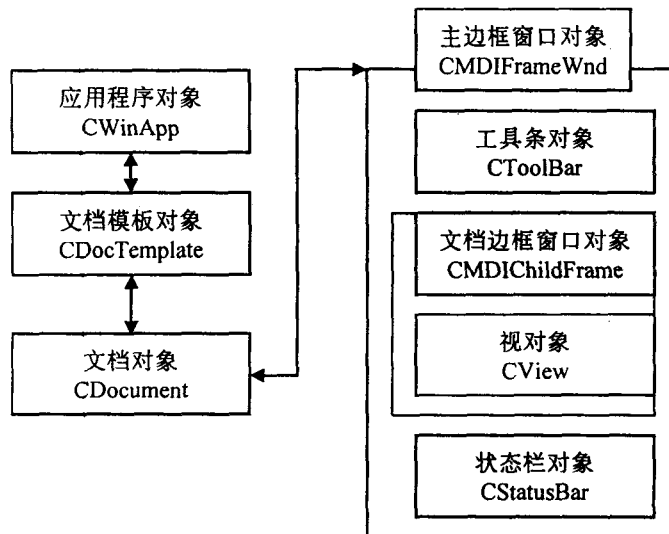 主边框窗口对象
CMDIFrameWnd
应用程序对象
CWinApp
工具条对象
CToolBar
文档模板对象
CDocTemplate
文档边框窗口对象
CMDIChildFrame
文档对象
CDocument
视对象
CView
状态栏对象
CStatusBar